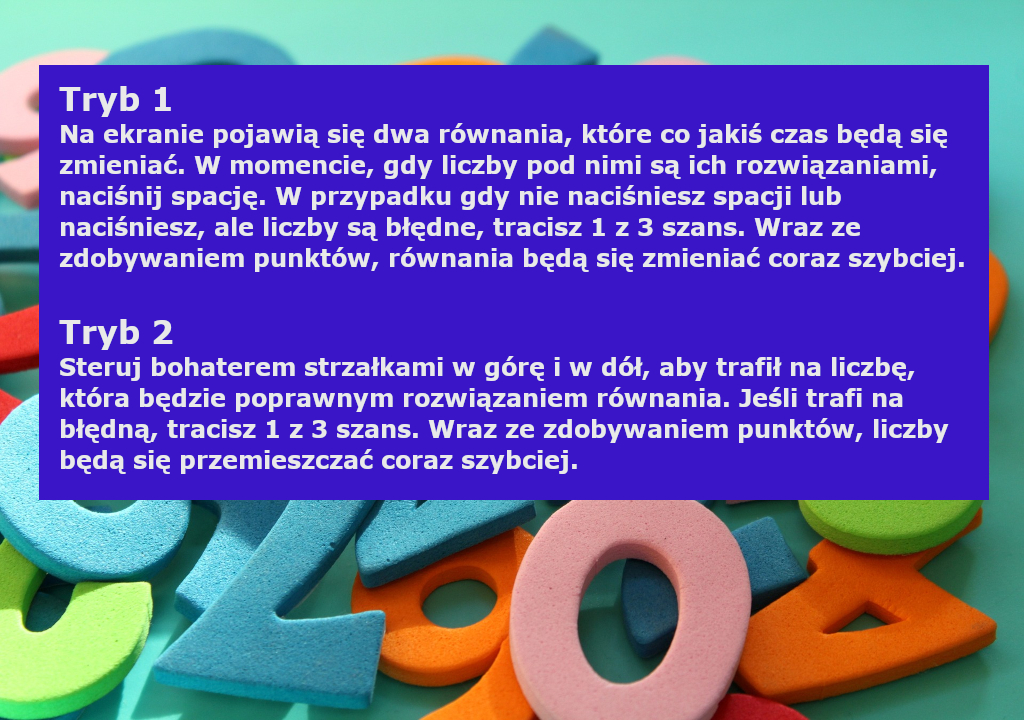 Tryb 1
Na ekranie pojawią się dwa równania, które co jakiś czas będą się
zmieniać. W momencie, gdy liczby pod nimi są ich rozwiązaniami,
naciśnij spację. W przypadku gdy nie naciśniesz spacji lub
naciśniesz, ale liczby są błędne, tracisz 1 z 3 szans. Wraz ze
zdobywaniem punktów, równania będą się zmieniać coraz szybciej.
Tryb 2
Steruj bohaterem strzałkami w górę i w dół, aby trafił na liczbę,
która będzie poprawnym rozwiązaniem równania. Jeśli trafi na
błędną, tracisz 1 z 3 szans. Wraz ze zdobywaniem punktów, liczby
będą się przemieszczać coraz szybciej.